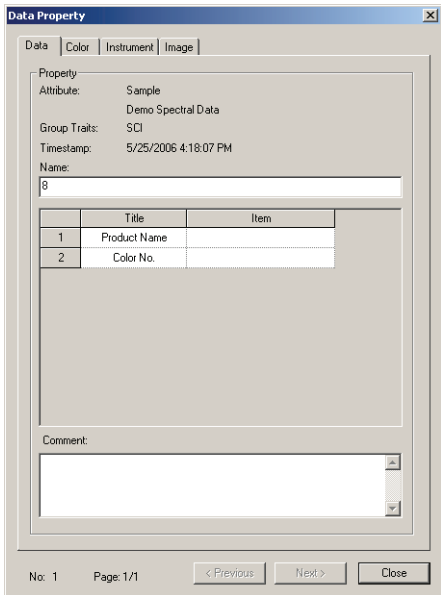 Data Property
Data Color Instrument Image
Property
Attribute: Sample
Demo Spectral Data
Group Traits: SCI
Timestamp: 5/25/2006 4:18:07 PM
Name:
8
Title Item
1 Product Name
2 Color No.
Comment:
No: 1 Page: 1/1 < Previous Next > Close